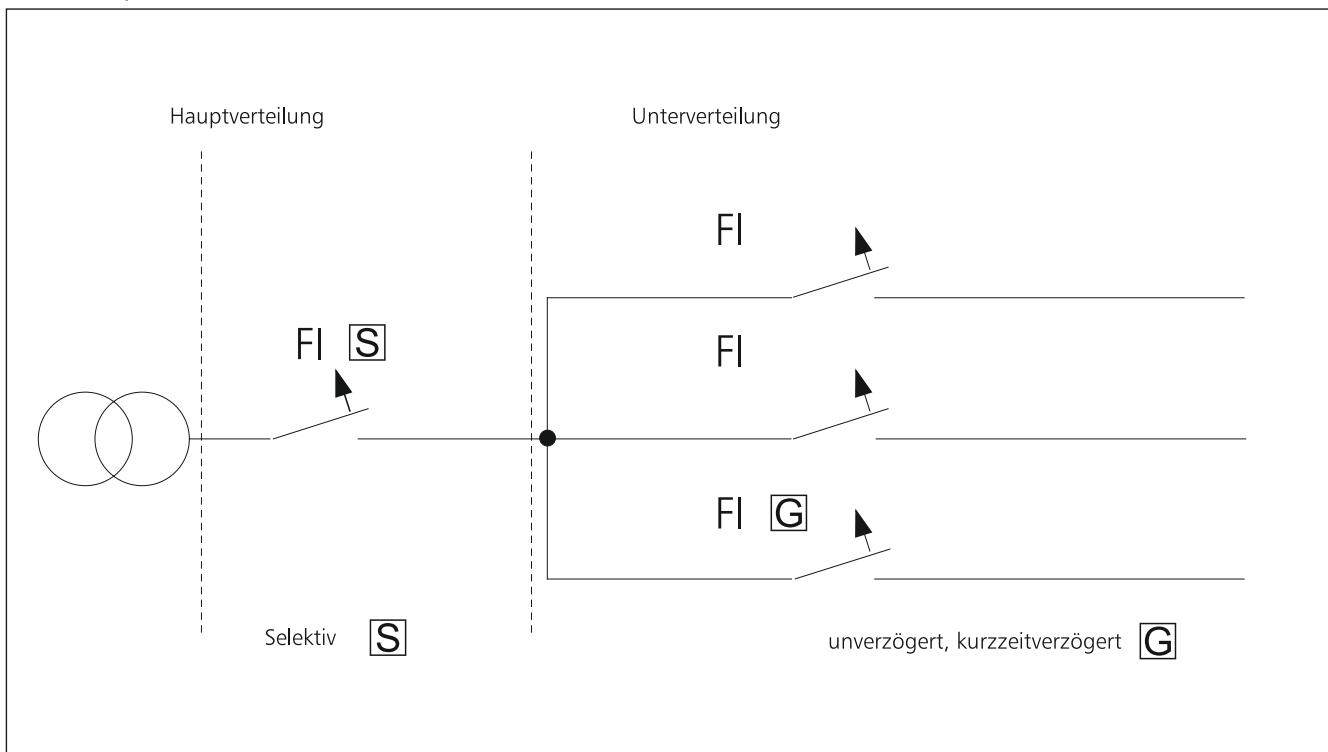 Hauptverteilung
Unterverteilung
FI
FI S
FI
FI G
Selektiv S
unverzögert, kurzzeitverzögert G